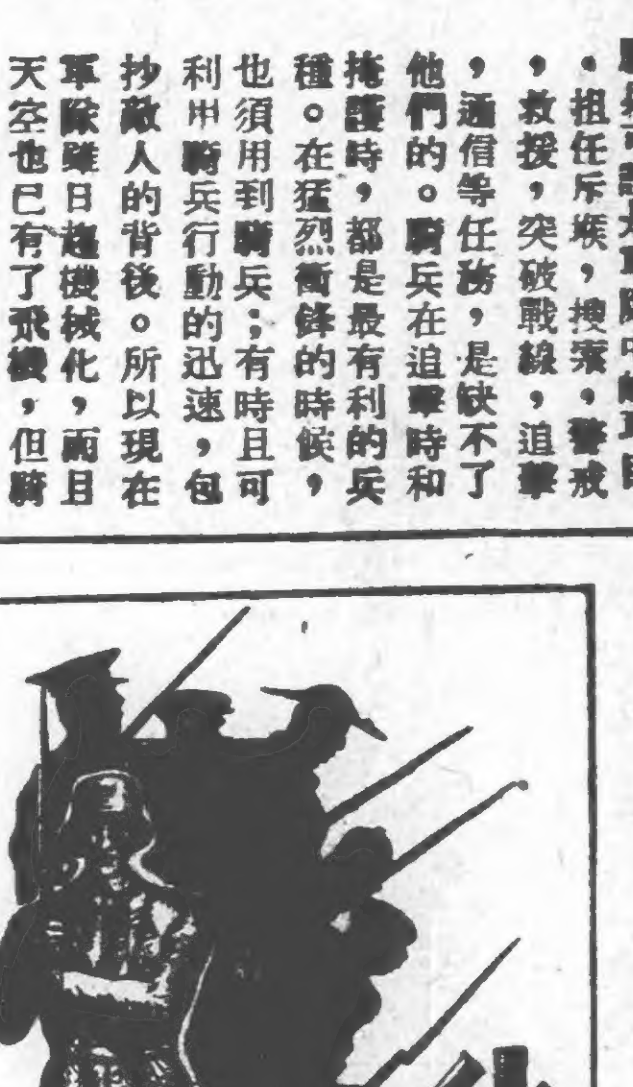 。担任斥堠，搜索。警戒
，救援，突破戰線，追擊
，通信等任務，是缺不了
他們的。騎兵在追擊時和
掩護時，都是最有利的兵
種。在猛烈衝鋒的時候，
也須用到騎兵；有時且可
利用騎兵行動的迅速，包
抄敵人的背後。所以現在
軍除雖日趨機械化，而且
天空也已有了飛機，但騎